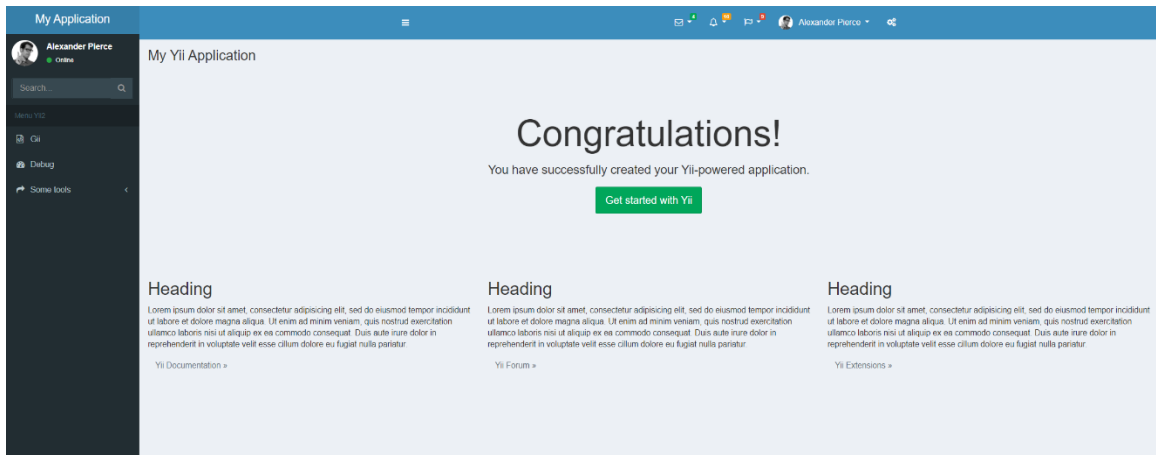 My Application
Alexander Pierce
Alexander Pierce
Online
My Yii Application
Search...
Menu Yii2
Gii
Debug
Some tools
Congratulations!
You have successfully created your Yii-powered application.
Get started with Yii
Heading
Lorem ipsum dolor sit amet, consectetur adipisicing elit, sed do eiusmod tempor incididunt
ut labore et dolore magna aliqua. Ut enim ad minim veniam, quis nostrud exercitation
ullamco laboris nisi ut aliquip ex ea commodo consequat. Duis aute irure dolor in
reprehenderit in voluptate velit esse cillum dolore eu fugiat nulla pariatur.
Yii Documentation »
Heading
Lorem ipsum dolor sit amet, consectetur adipisicing elit, sed do eiusmod tempor incididunt
ut labore et dolore magna aliqua. Ut enim ad minim veniam, quis nostrud exercitation
ullamco laboris nisi ut aliquip ex ea commodo consequat. Duis aute irure dolor in
reprehenderit in voluptate velit esse cillum dolore eu fugiat nulla pariatur.
Yii Forum »
Heading
Lorem ipsum dolor sit amet, consectetur adipisicing elit, sed do eiusmod tempor incididunt
ut labore et dolore magna aliqua. Ut enim ad minim veniam, quis nostrud exercitation
ullamco laboris nisi ut aliquip ex ea commodo consequat. Duis aute irure dolor in
reprehenderit in voluptate velit esse cillum dolore eu fugiat nulla pariatur.
Yii Extensions »